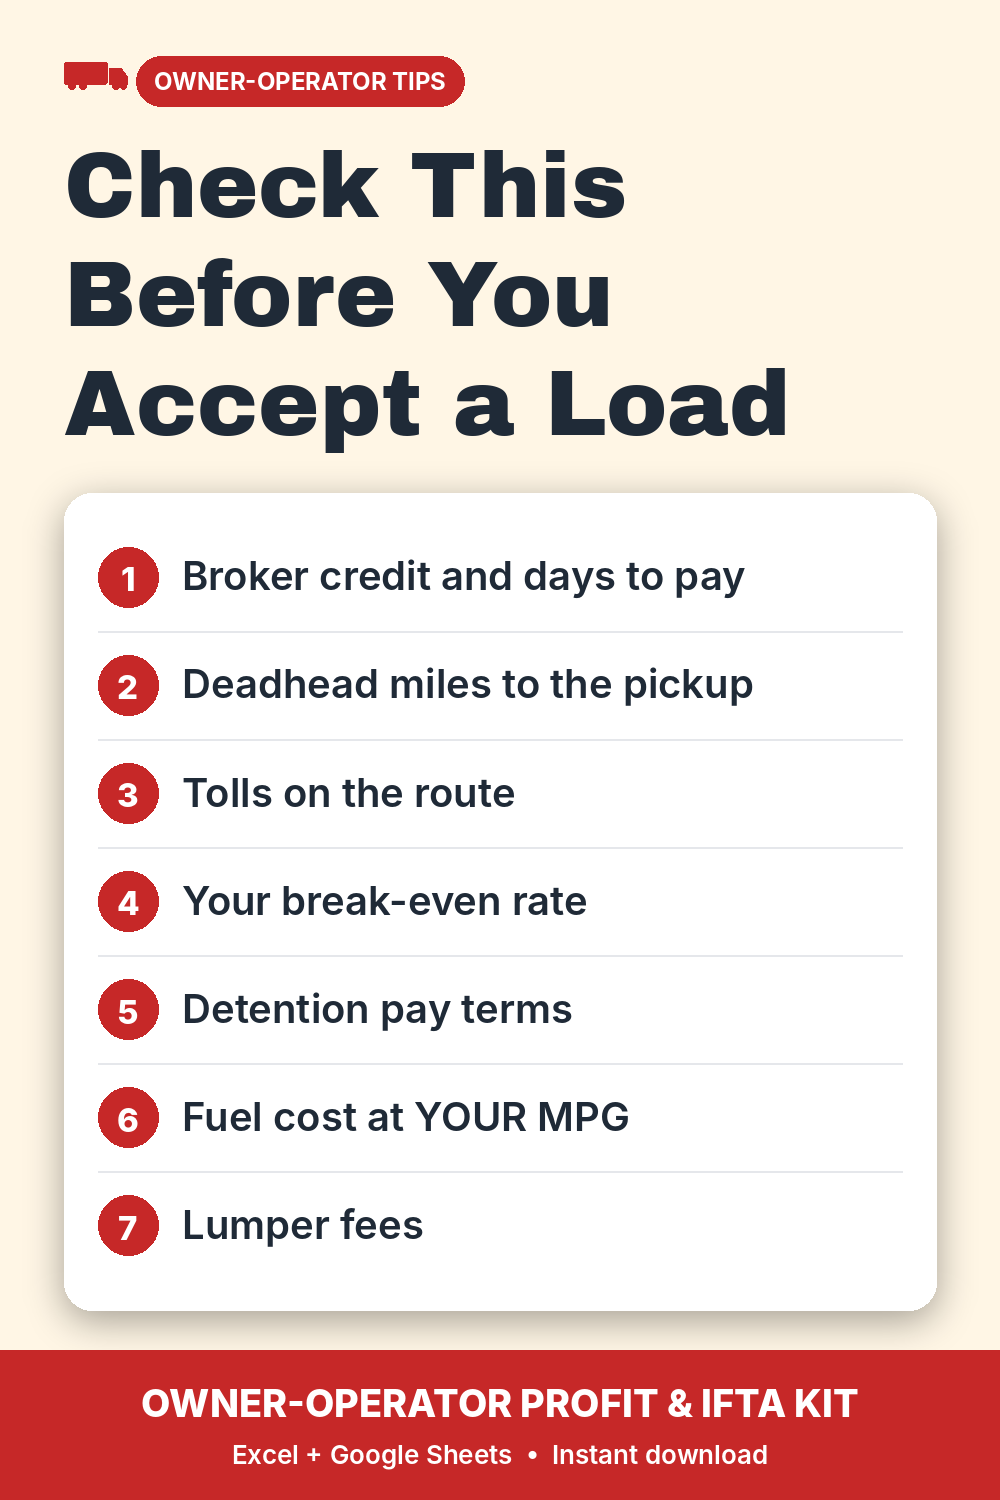 OWNER-OPERATOR TIPS
Check This
Before You
Accept a Load
1 Broker credit and days to pay
2 Deadhead miles to the pickup
3 Tolls on the route
4 Your break-even rate
5 Detention pay terms
6 Fuel cost at YOUR MPG
7 Lumper fees
OWNER-OPERATOR PROFIT & IFTA KIT
Excel + Google Sheets • Instant download